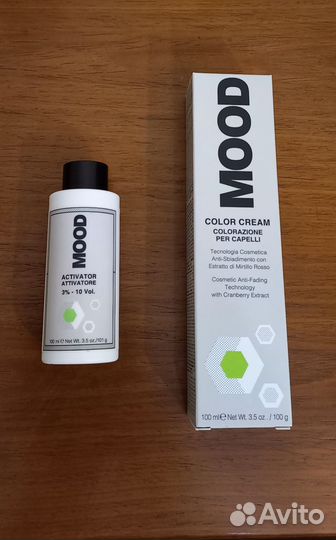 MOOD
ACTIVATOR
ATTIVATORE
3% - 10 Vol.
100 ml ℮ Net Wt. 3.5 oz./101 g
MOOD
COLOR CREAM
COLORAZIONE
PER CAPELLI
Tecnologia Cosmetica
Anti-Sbiadimento con
Estratto di Mirtillo Rosso
Cosmetic Anti-Fading
Technology
with Cranberry Extract
100 ml ℮ Net Wt. 3.5 oz. / 100 g
Avito